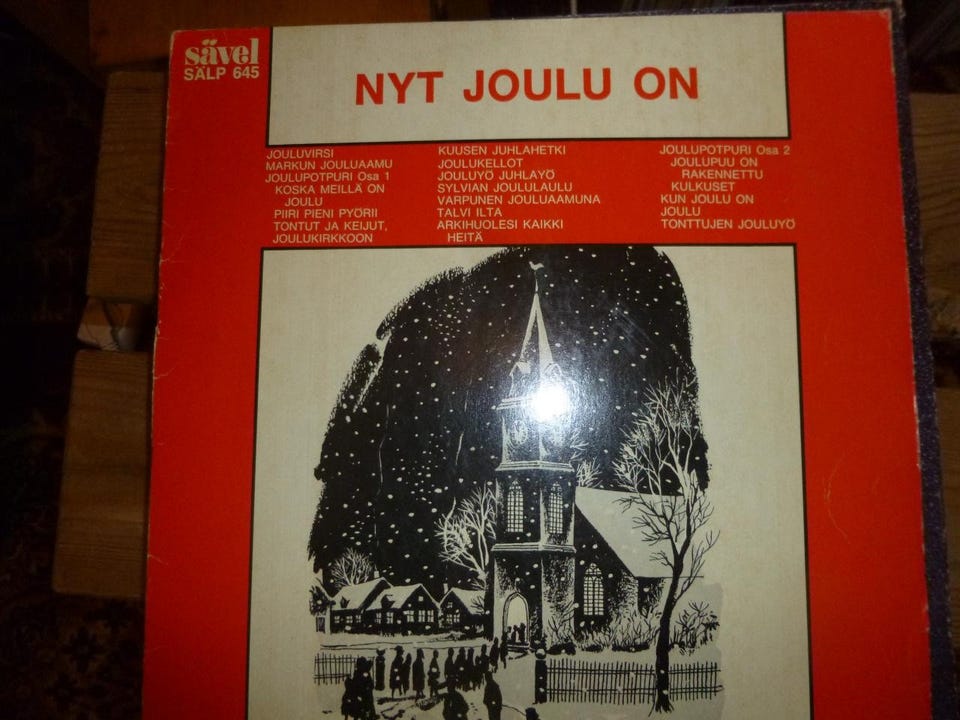 sävel
SÄLP 645
NYT JOULU ON
JOULUVIRSI
MARKUN JOULUAAMU
JOULUPOTPURI Osa 1
KOSKA MEILLÄ ON
JOULU
PIIRI PIENI PYÖRII
TONTUT JA KEIJUT,
JOULUKIRKKOON
KUUSEN JUHLAHETKI
JOULUKELLOT
JOULUYÖ JUHLAYÖ
SYLVIAN JOULULAULU
VARPUNEN JOULUAAMUNA
TALVI ILTA
ARKIHUOLESI KAIKKI
HEITÄ
JOULUPOTPURI Osa 2
JOULUPUU ON
RAKENNETTU
KULKUSET
KUN JOULU ON
JOULU
TONTTUJEN JOULUYÖ